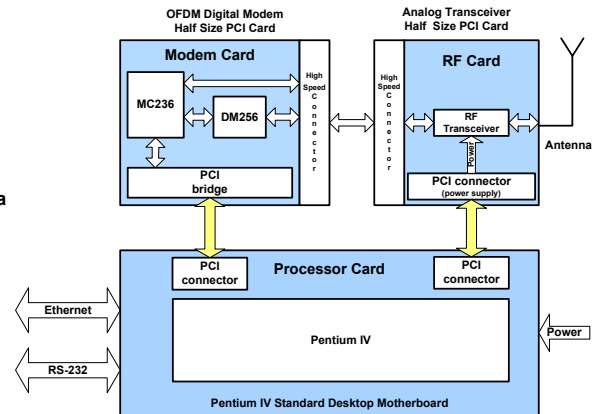 OFDM Digital Modem
Half Size PCI Card
Analog Transceiver
Half Size PCI Card
Modem Card
MC236
DM256
PCI
bridge
High
Speed
C
o
n
n
e
c
t
o
r
High
Speed
C
o
n
n
e
c
t
o
r
RF Card
RF
Transceiver
Power
PCI connector
(power supply)
Antenna
a
PCI
connector
Processor Card
PCI
connector
Ethernet
RS-232
Pentium IV
Power
Pentium IV Standard Desktop Motherboard